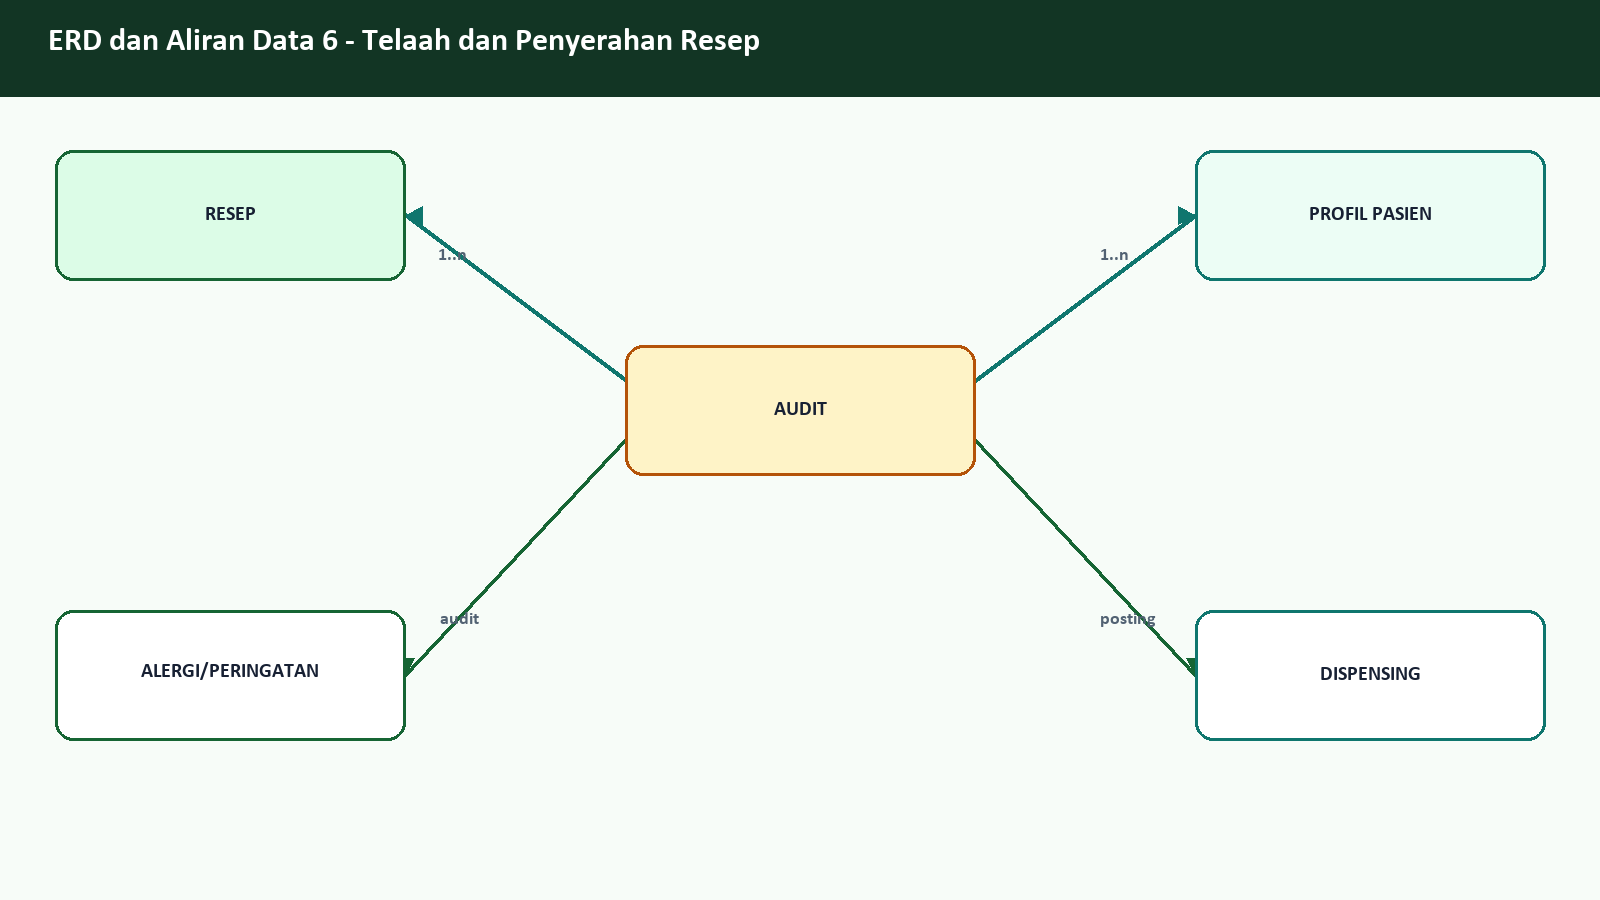 ERD dan Aliran Data 6 - Telaah dan Penyerahan Resep
RESEP
PROFIL PASIEN
1..n
1..n
AUDIT
audit
posting
ALERGI/PERINGATAN
DISPENSING